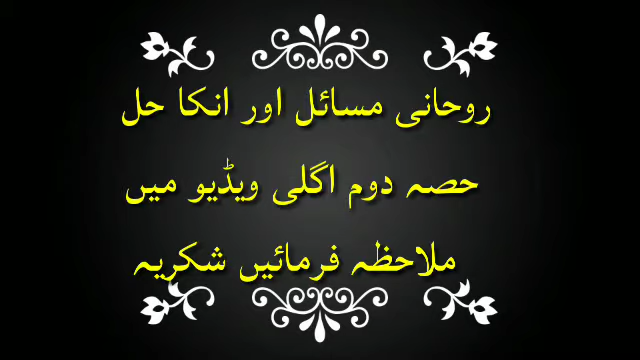 روحانی مسائل اور انکا حل
حصہ دوم اگلی ویڈیو میں
ملاحظہ فرمائیں شکریہ